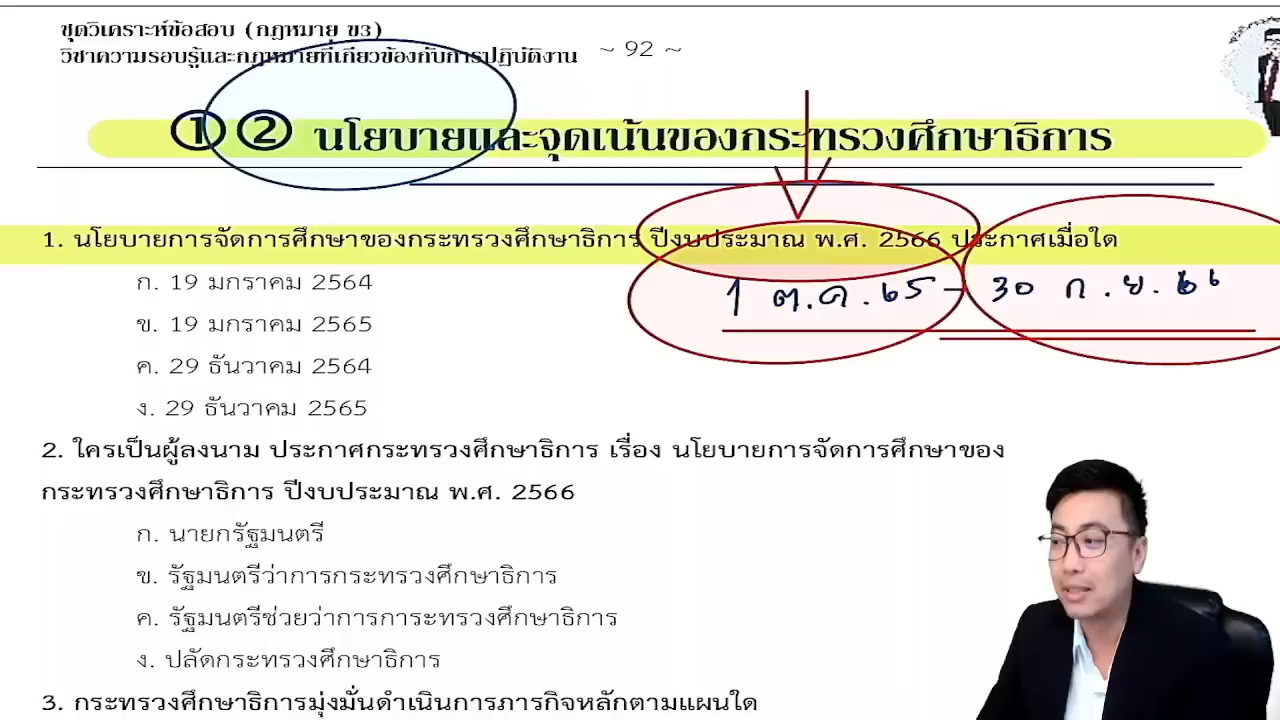 ชุดวิเคราะห์ข้อสอบ (กฎหมาย ข3)
วิชาความรอบรู้และกฎหมายที่เกี่ยวข้องกับการปฏิบัติงาน ~ 92 ~
① ② นโยบายและจุดเน้นของกระทรวงศึกษาธิการ
1. นโยบายการจัดการศึกษาของกระทรวงศึกษาธิการ ปีงบประมาณ พ.ศ. 2566 ประกาศเมื่อใด
ก. 19 มกราคม 2564
1 ต.ค. 65 - 30 ก.ย. 66
ข. 19 มกราคม 2565
ค. 29 ธันวาคม 2564
ง. 29 ธันวาคม 2565
2. ใครเป็นผู้ลงนาม ประกาศกระทรวงศึกษาธิการ เรื่อง นโยบายการจัดการศึกษาของ
กระทรวงศึกษาธิการ ปีงบประมาณ พ.ศ. 2566
ก. นายกรัฐมนตรี
ข. รัฐมนตรีว่าการกระทรวงศึกษาธิการ
ค. รัฐมนตรีช่วยว่าการการะทรวงศึกษาธิการ
ง. ปลัดกระทรวงศึกษาธิการ
3. กระทรวงศึกษาธิการมุ่งมั่นดำเนินการภารกิจหลักตามแผนใด